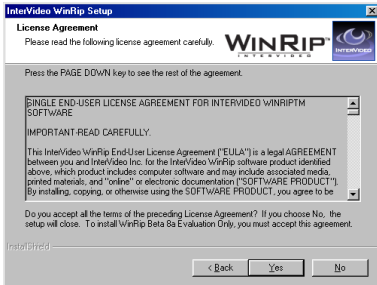 InterVideo WinRip Setup
License Agreement
Please read the following license agreement carefully.
WINRIP™
INTERVIDEO
INTERVIDEO
Press the PAGE DOWN key to see the rest of the agreement.
SINGLE END-USER LICENSE AGREEMENT FOR INTERVIDEO WINRIPTM
SOFTWARE
IMPORTANT-READ CAREFULLY.
This InterVideo WinRip End-User License Agreement ("EULA") is a legal AGREEMENT
between you and InterVideo Inc. for the InterVideo WinRip software product identified
above, which product includes computer software and may include associated media,
printed materials, and "online" or electronic documentation ("SOFTWARE PRODUCT").
By installing, copying, or otherwise using the SOFTWARE PRODUCT, you agree to be
Do you accept all the terms of the preceding License Agreement? If you choose No, the
setup will close. To install WinRip Beta 8a Evaluation Only, you must accept this agreement.
InstallShield
< Back
Yes
No